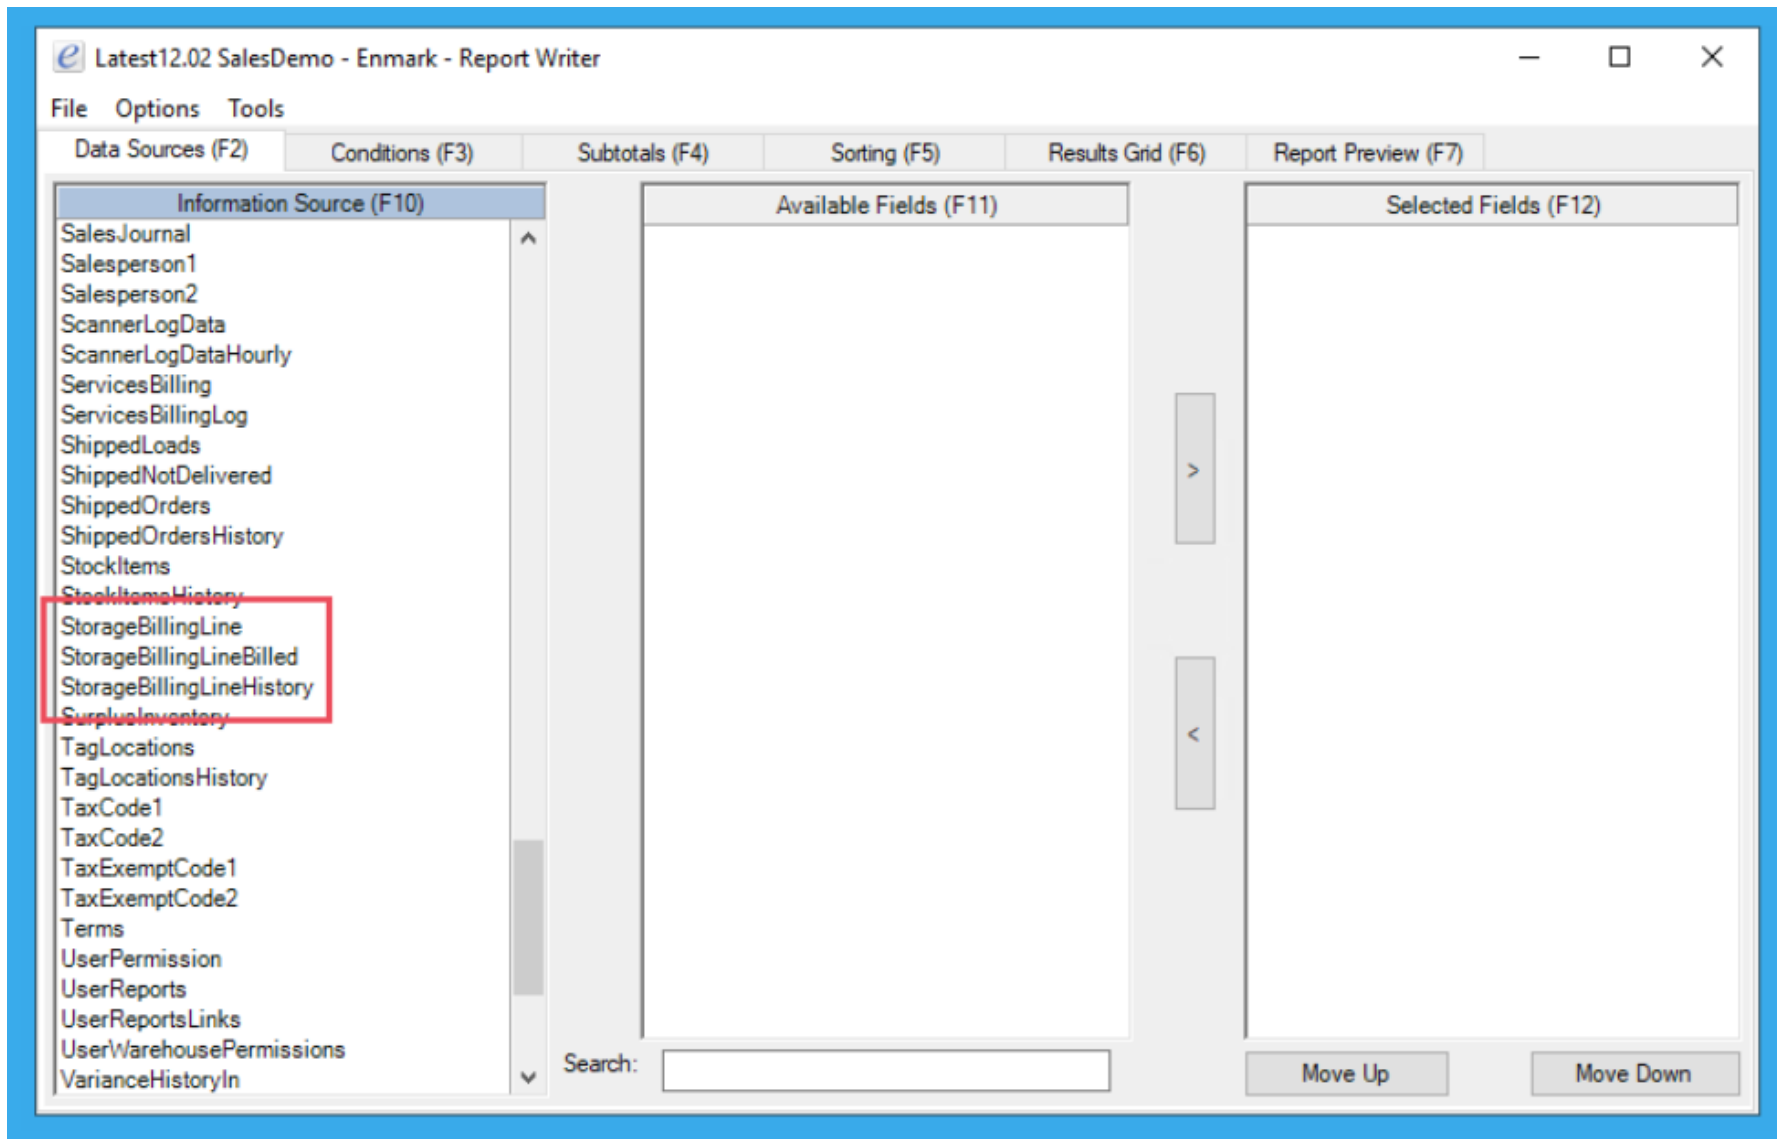 Latest12.02 SalesDemo - Enmark - Report Writer
File Options Tools
Data Sources (F2) Conditions (F3) Subtotals (F4) Sorting (F5) Results Grid (F6) Report Preview (F7)
Information Source (F10) Available Fields (F11) Selected Fields (F12)
SalesJournal
Salesperson1
Salesperson2
ScannerLogData
ScannerLogDataHourly
ServicesBilling
ServicesBillingLog
ShippedLoads
ShippedNotDelivered
ShippedOrders
ShippedOrdersHistory
StockItems
StockItemsHistory
StorageBillingLine
StorageBillingLineBilled
StorageBillingLineHistory
SurplusInventory
TagLocations
TagLocationsHistory
TaxCode1
TaxCode2
TaxExemptCode1
TaxExemptCode2
Terms
UserPermission
UserReports
UserReportsLinks
UserWarehousePermissions
VarianceHistoryIn
>
<
Search:
Move Up Move Down